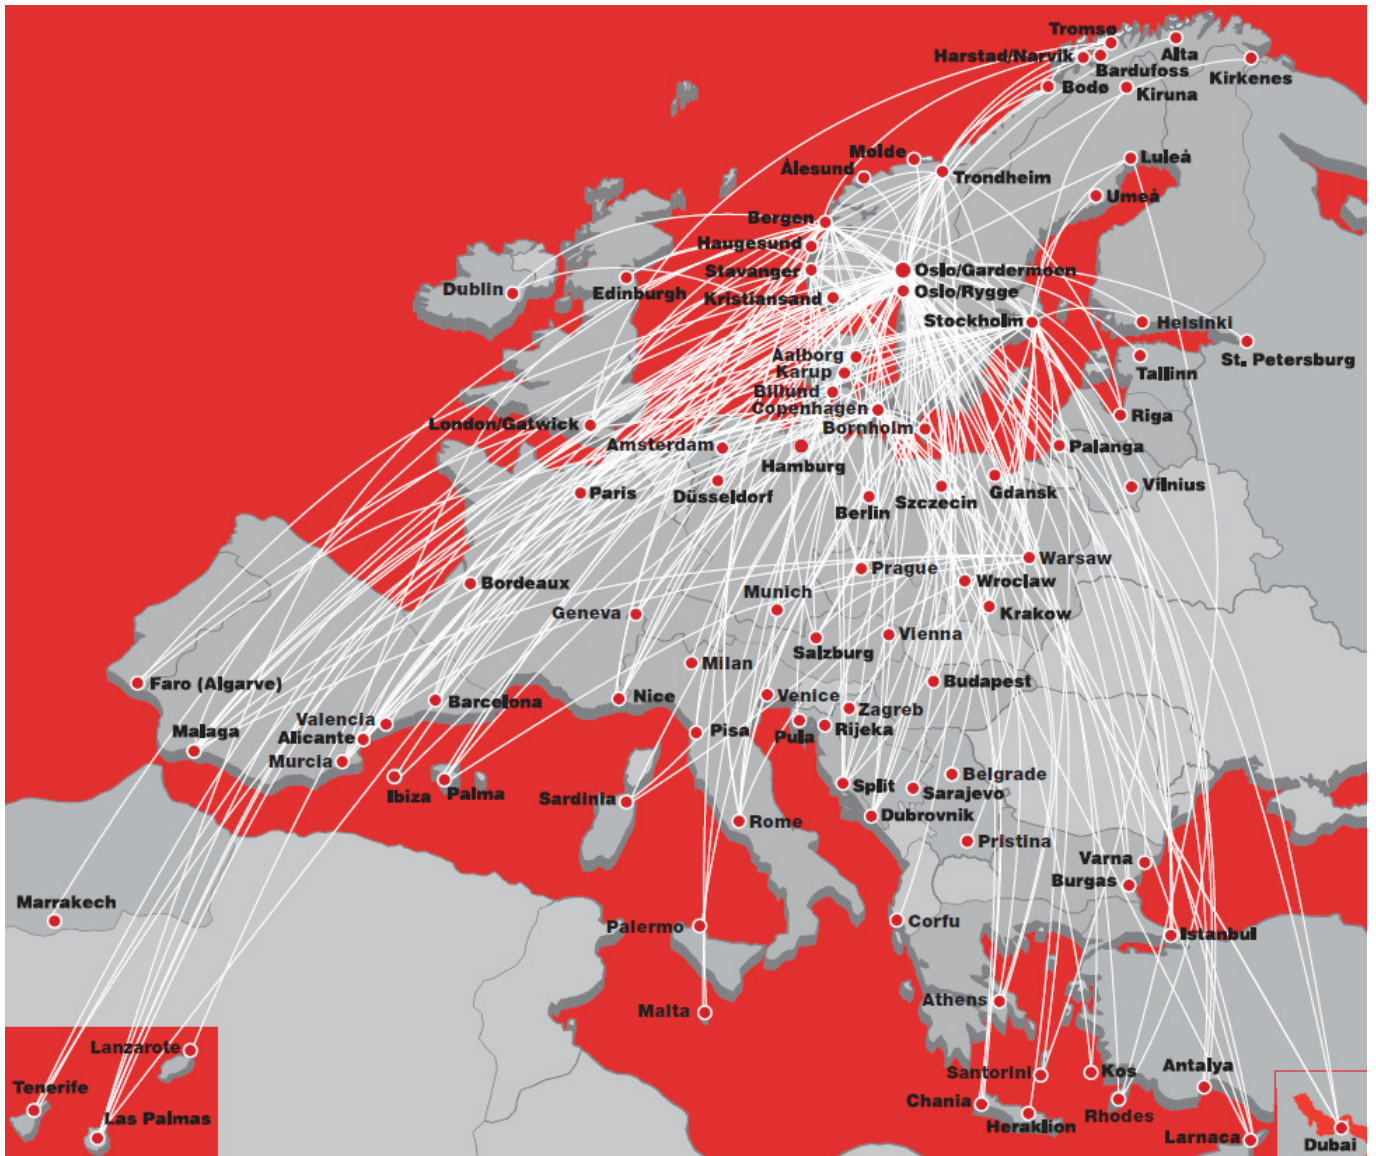 Tromsø
Harstad/Narvik
Alta
Bardufoss
Kirkenes
Bodø
Kiruna
Molde
Luleå
Ålesund
Trondheim
Umeå
Bergen
Haugesund
Stavanger
Oslo/Gardermoen
Dublin
Edinburgh
Kristiansand
Oslo/Rygge
Stockholm
Helsinki
Aalborg
St. Petersburg
Karup
Tallinn
Billund
Copenhagen
Riga
London/Gatwick
Bornholm
Amsterdam
Palanga
Hamburg
Paris
Düsseldorf
Gdansk
Vilnius
Szczecin
Berlin
Warsaw
Prague
Bordeaux
Wroclaw
Munich
Geneva
Krakow
Vienna
Salzburg
Milan
Faro (Algarve)
Budapest
Nice
Venice
Barcelona
Zagreb
Valencia
Malaga
Pisa
Pula
Rijeka
Alicante
Murcia
Belgrade
Split
Sarajevo
Ibiza
Palma
Sardinia
Dubrovnik
Rome
Pristina
Varna
Burgas
Marrakech
Corfu
Palermo
Istanbul
Athens
Malta
Lanzarote
Antalya
Santorini
Kos
Tenerife
Chania
Las Palmas
Rhodes
Heraklion
Larnaca
Dubai